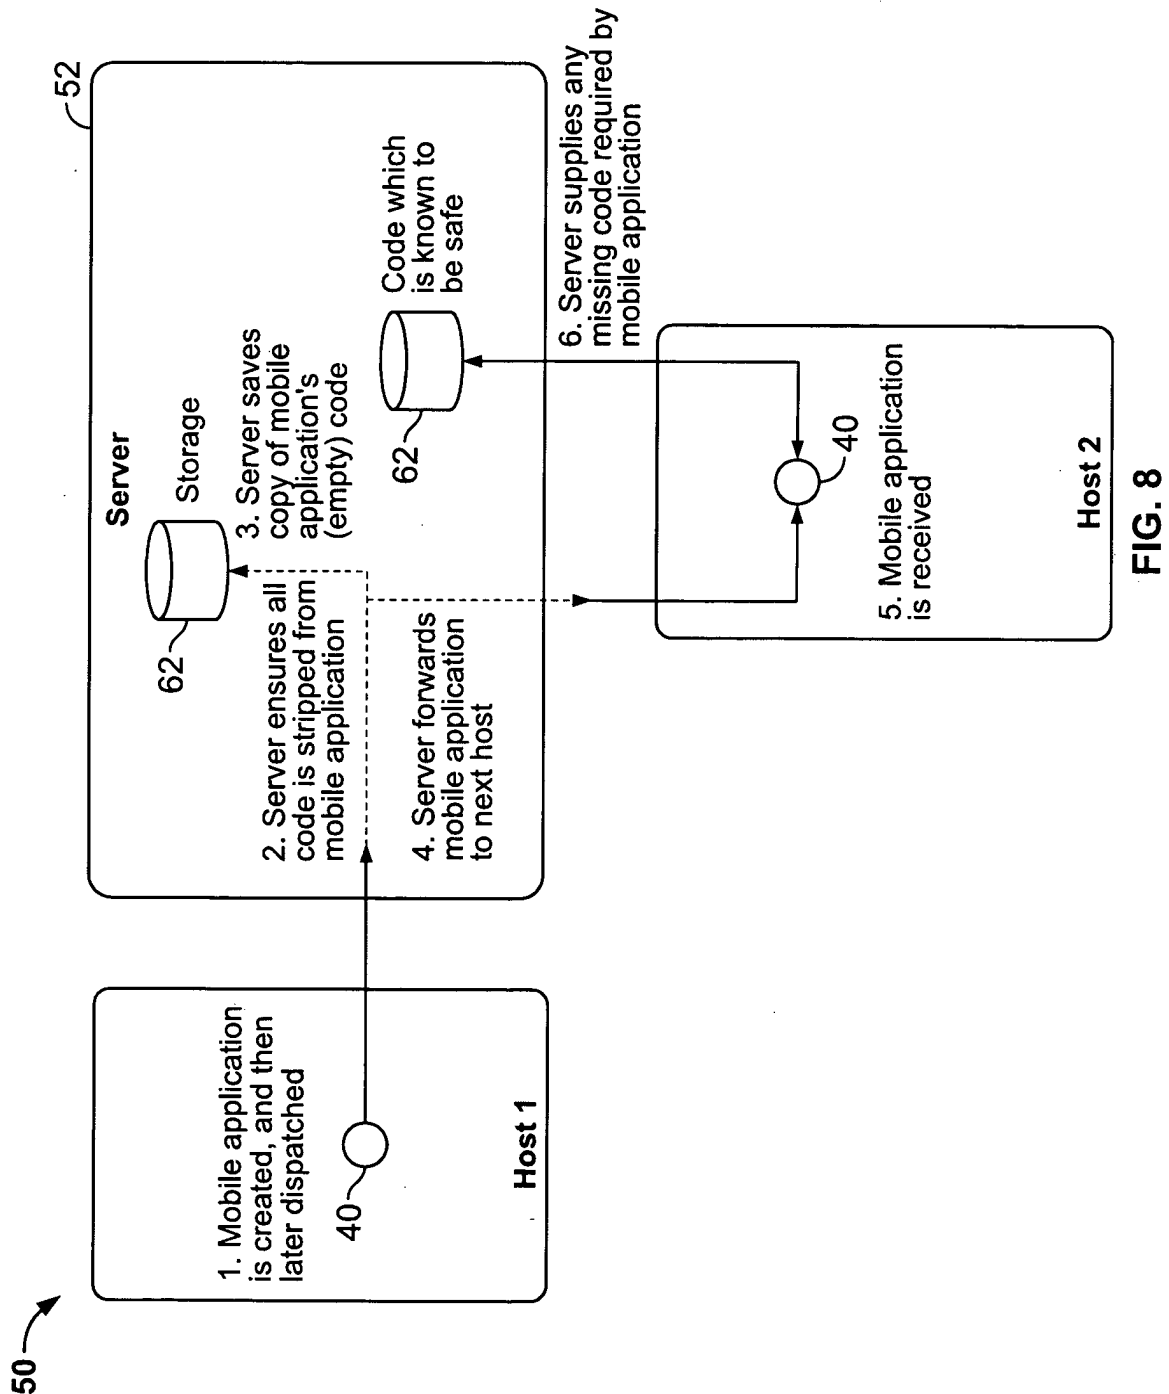 50
1. Mobile application
is created, and then
later dispatched
40
Host 1
52
Server
62
Storage
2. Server ensures all
code is stripped from
mobile application
3. Server saves
copy of mobile
application's
(empty) code
62
Code which
is known to
be safe
4. Server forwards
mobile application
to next host
6. Server supplies any
missing code required by
mobile application
40
5. Mobile application
is received
Host 2
FIG. 8